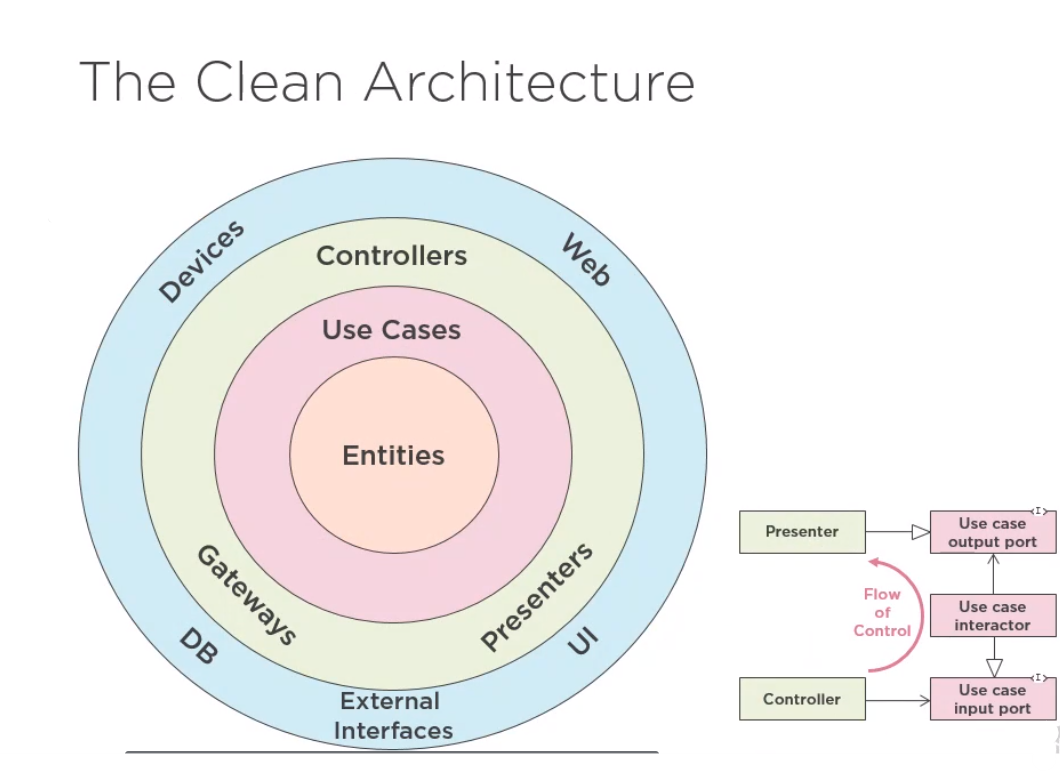 The Clean Architecture
Devices
Web
Controllers
Use Cases
Entities
Gateways
Presenters
DB
UI
External
Interfaces
Presenter
<I>
Use case
output port
Flow
of
Control
Use case
interactor
Controller
<I>
Use case
input port